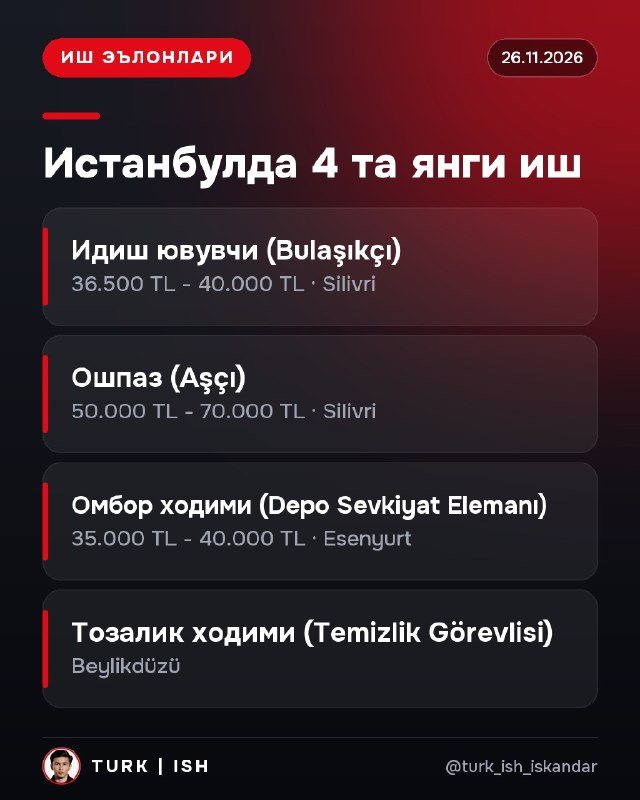 ИШ ЭЪЛОНЛАРИ
26.11.2026
Истанбулда 4 та янги иш
Идиш ювувчи (Bulaşıkçı)
36.500 TL - 40.000 TL · Silivri
Ошпаз (Aşçı)
50.000 TL - 70.000 TL · Silivri
Омбор ходими (Depo Sevkiyat Elemanı)
35.000 TL - 40.000 TL · Esenyurt
Тозалик ходими (Temizlik Görevlisi)
Beylikdüzü
TURK | ISH
@turk_ish_iskandar